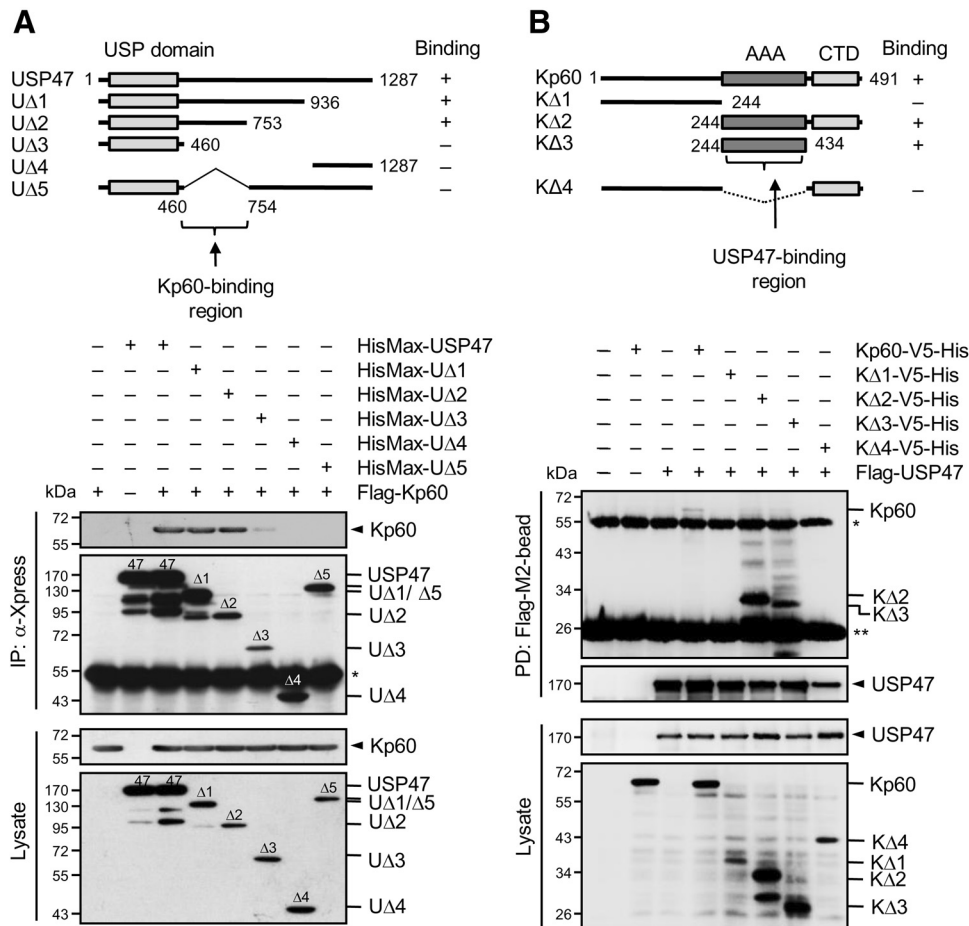 A
USP domain Binding
USP47 1 1287 +
UΔ1 936 +
UΔ2 753 +
UΔ3 460 –
UΔ4 1287 –
UΔ5 –
460 754
Kp60-binding
region
– + + – – – – – HisMax-USP47
– – – + – – – – HisMax-UΔ1
– – – – + – – – HisMax-UΔ2
– – – – – + – – HisMax-UΔ3
– – – – – – + – HisMax-UΔ4
– – – – – – – + HisMax-UΔ5
kDa + – + + + + + + Flag-Kp60
IP: α-Xpress
72
55
Kp60
170
130
95
72
55
43
47 47 Δ1 Δ2 Δ3 Δ4 Δ5
USP47
UΔ1/ Δ5
UΔ2
UΔ3
*
UΔ4
Lysate
72
55
Kp60
170
130
95
72
55
43
47 47 Δ1 Δ2 Δ3 Δ4 Δ5
USP47
UΔ1/Δ5
UΔ2
UΔ3
UΔ4
B
AAA CTD Binding
Kp60 1 491 +
KΔ1 244 –
KΔ2 244 +
KΔ3 244 434 +
KΔ4 –
USP47-binding
region
– + – + – – – – Kp60-V5-His
– – – – + – – – KΔ1-V5-His
– – – – – + – – KΔ2-V5-His
– – – – – – + – KΔ3-V5-His
– – – – – – – + KΔ4-V5-His
kDa – – + + + + + + Flag-USP47
PD: Flag-M2-bead
72
55
43
34
26
Kp60
*
KΔ2
KΔ3
**
170
USP47
Lysate
170
USP47
72
55
43
34
26
Kp60
KΔ4
KΔ1
KΔ2
KΔ3